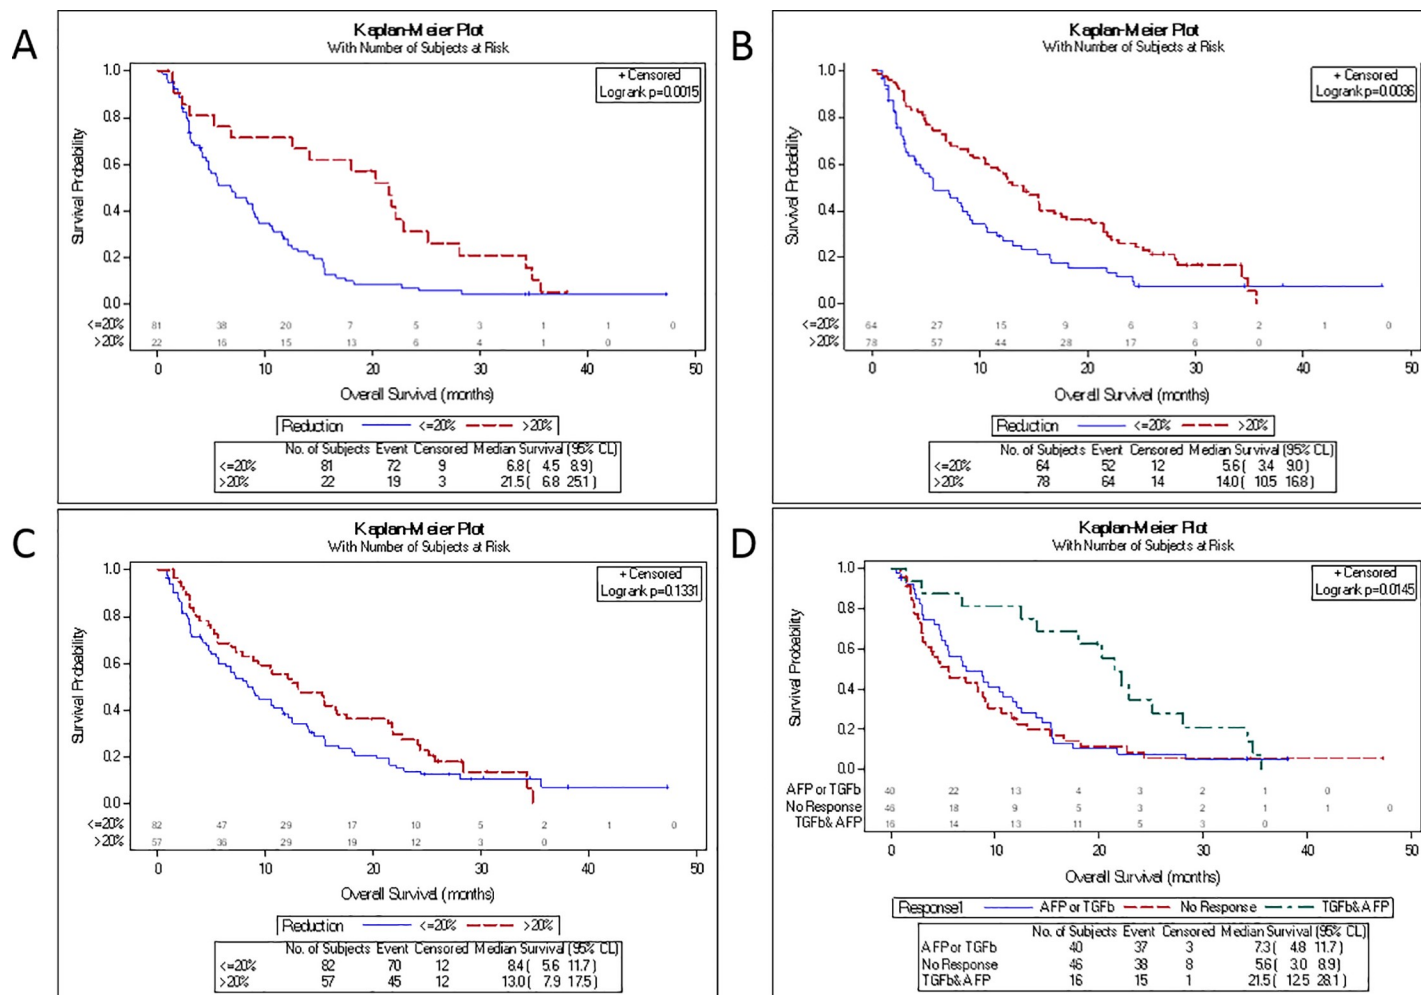 A
Kaplan-Meier Plot
With Number of Subjects at Risk
+ Censored
Logrank p=0.0015
Survival Probability
1.0
0.8
0.6
0.4
0.2
0.0
<=20% 81 38 20 7 5 3 1 1 0
>20% 22 16 15 13 6 4 1 0
0 10 20 30 40 50
Overall Survival (months)
Reduction <=20% >20%
No. of Subjects Event Censored Median Survival (95% CL)
<=20% 81 72 9 6.8 ( 4.5 8.9 )
>20% 22 19 3 21.5 ( 6.8 25.1 )
B
Kaplan-Meier Plot
With Number of Subjects at Risk
+ Censored
Logrank p=0.0036
Survival Probability
1.0
0.8
0.6
0.4
0.2
0.0
<=20% 64 27 15 9 6 3 2 1 0
>20% 78 57 44 28 17 6 0
0 10 20 30 40 50
Overall Survival (months)
Reduction <=20% >20%
No. of Subjects Event Censored Median Survival (95% CL)
<=20% 64 52 12 5.6 ( 3.4 9.0 )
>20% 78 64 14 14.0 ( 10.5 16.8 )
C
Kaplan-Meier Plot
With Number of Subjects at Risk
+ Censored
Logrank p=0.1331
Survival Probability
1.0
0.8
0.6
0.4
0.2
0.0
<=20% 82 47 29 17 10 5 2 1 0
>20% 57 36 29 19 12 3 0
0 10 20 30 40 50
Overall Survival (months)
Reduction <=20% >20%
No. of Subjects Event Censored Median Survival (95% CL)
<=20% 82 70 12 8.4 ( 5.6 11.7 )
>20% 57 45 12 13.0 ( 7.9 17.5 )
D
Kaplan-Meier Plot
With Number of Subjects at Risk
+ Censored
Logrank p=0.0145
Survival Probability
1.0
0.8
0.6
0.4
0.2
0.0
AFP or TGFb 40 22 13 4 3 2 1 0
No Response 46 18 9 5 3 2 1 1 0
TGFb&AFP 16 14 13 11 5 3 0
0 10 20 30 40 50
Overall Survival (months)
Response1 AFP or TGFb No Response TGFb&AFP
No. of Subjects Event Censored Median Survival (95% CL)
AFP or TGFb 40 37 3 7.3 ( 4.8 11.7 )
No Response 46 38 8 5.6 ( 3.0 8.9 )
TGFb&AFP 16 15 1 21.5 ( 12.5 28.1 )